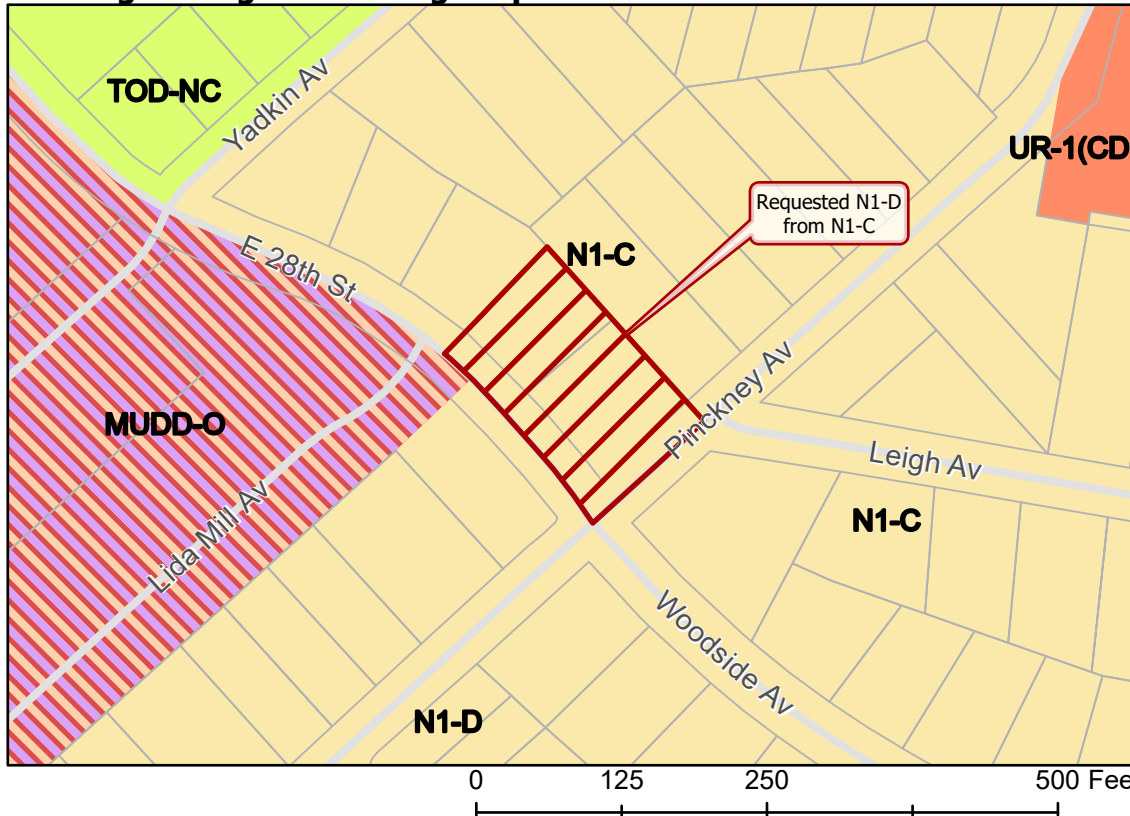 TOD-NC
Yadkin Av
UR-1(CD
Requested N1-D
from N1-C
N1-C
E 28th St
Pinckney Av
MUDD-O
Leigh Av
N1-C
Lida Mill Av
Woodside Av
N1-D
0 125 250 500 Fee